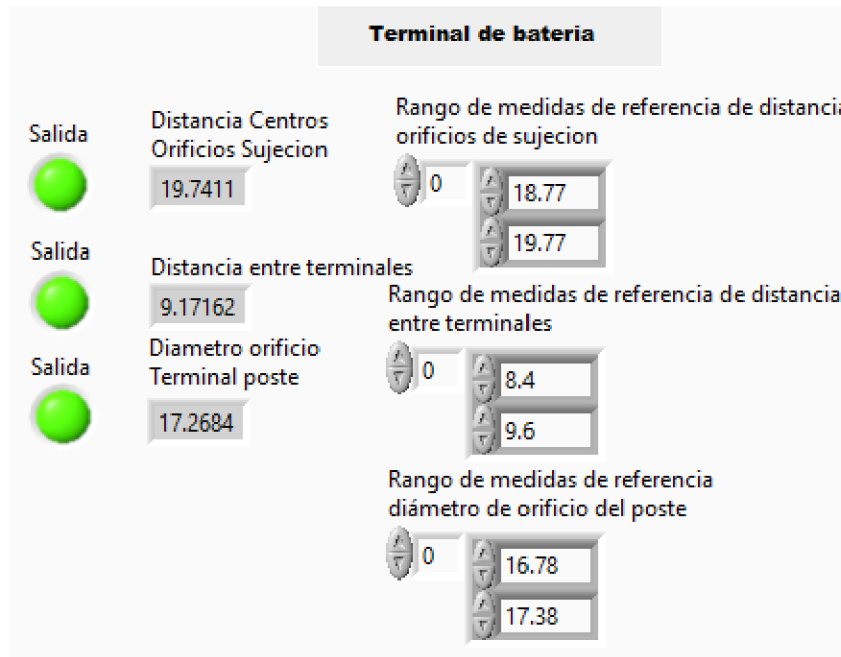 Terminal de bateria
Salida
Distancia Centros
Orificios Sujecion
19.7411
Rango de medidas de referencia de distancia
orificios de sujecion
0
18.77
19.77
Salida
Distancia entre terminales
9.17162
Rango de medidas de referencia de distancia
entre terminales
0
8.4
9.6
Salida
Diametro orificio
Terminal poste
17.2684
Rango de medidas de referencia
diámetro de orificio del poste
0
16.78
17.38